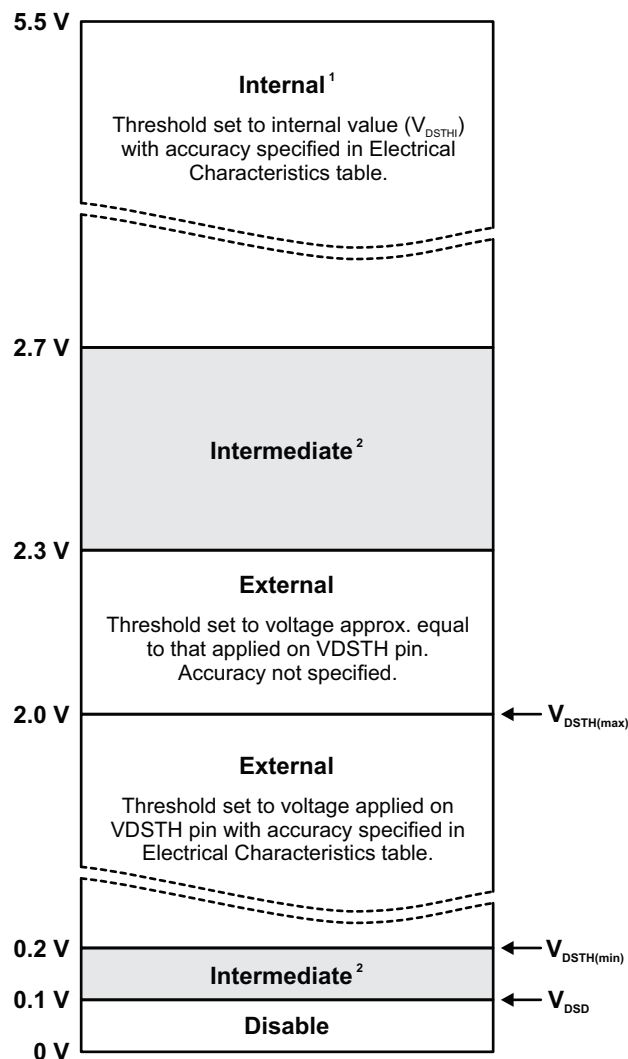 5.5 V
Internal 1
Threshold set to internal value (VDSTHI)
with accuracy specified in Electrical
Characteristics table.
2.7 V
Intermediate 2
2.3 V
External
Threshold set to voltage approx. equal
to that applied on VDSTH pin.
Accuracy not specified.
2.0 V
VDSTH(max)
External
Threshold set to voltage applied on
VDSTH pin with accuracy specified in
Electrical Characteristics table.
0.2 V
VDSTH(min)
Intermediate 2
0.1 V
VDSD
Disable
0 V